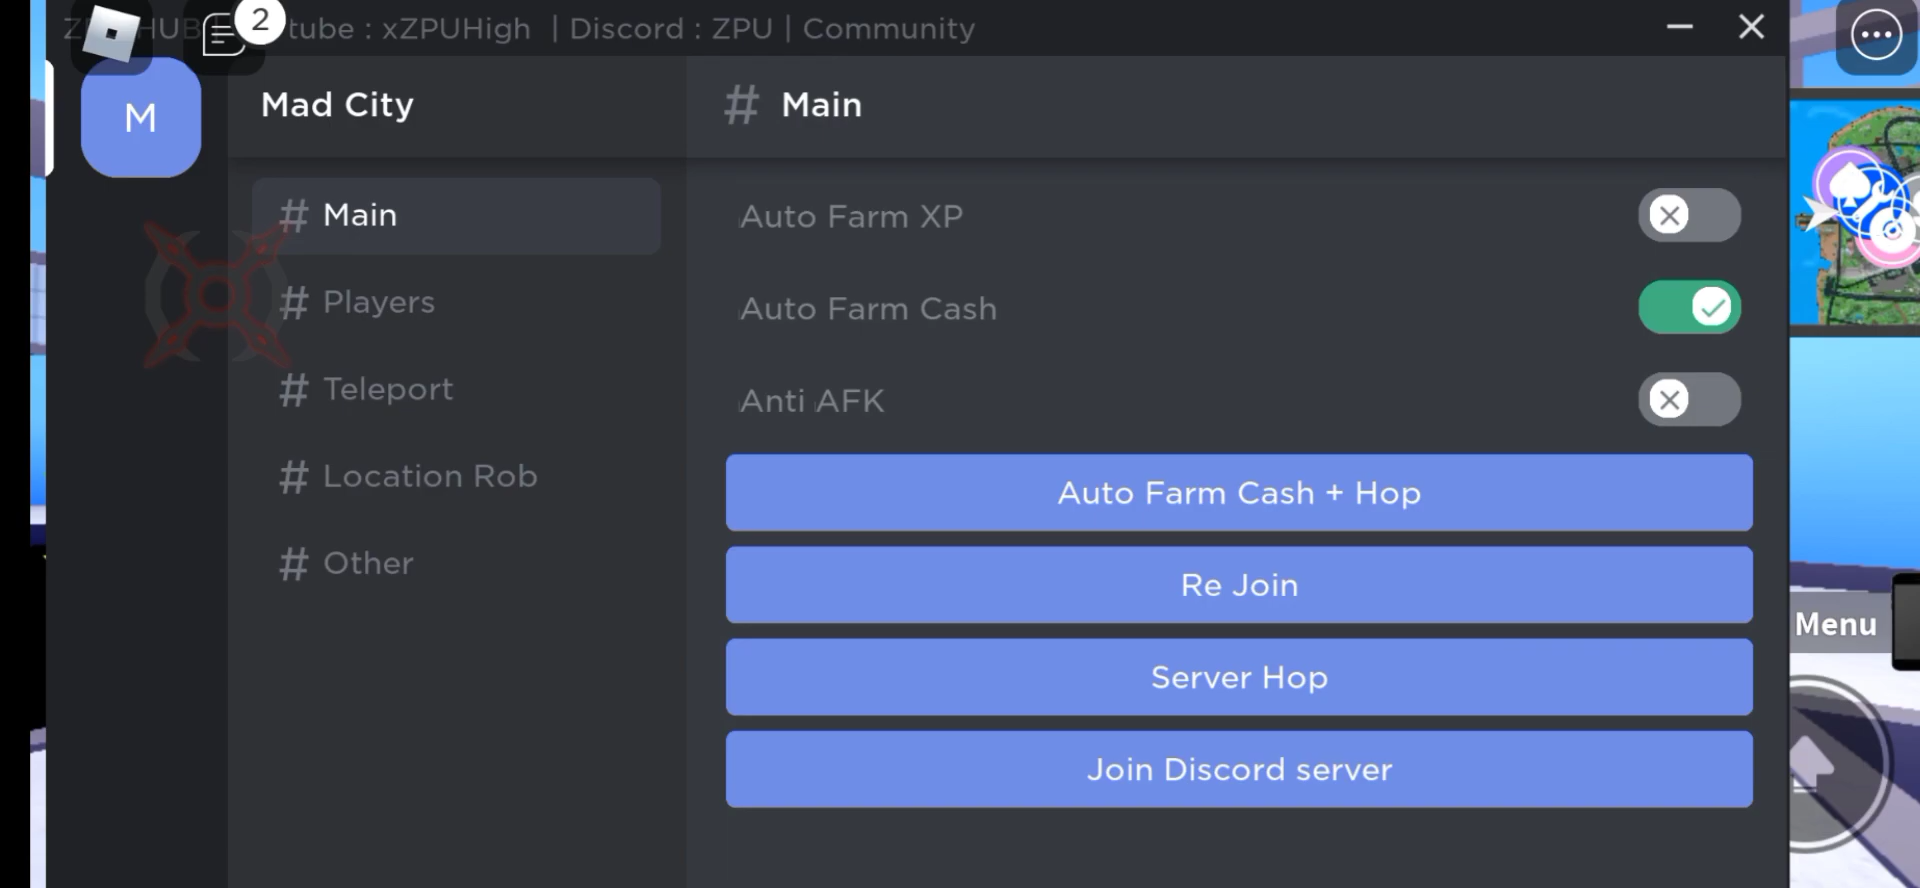 HUB tube : xZPUHigh | Discord : ZPU | Community
2
M
Mad City
# Main
# Main
# Players
# Teleport
# Location Rob
# Other
Auto Farm XP
Auto Farm Cash
Anti AFK
Auto Farm Cash + Hop
Re Join
Server Hop
Join Discord server
Menu